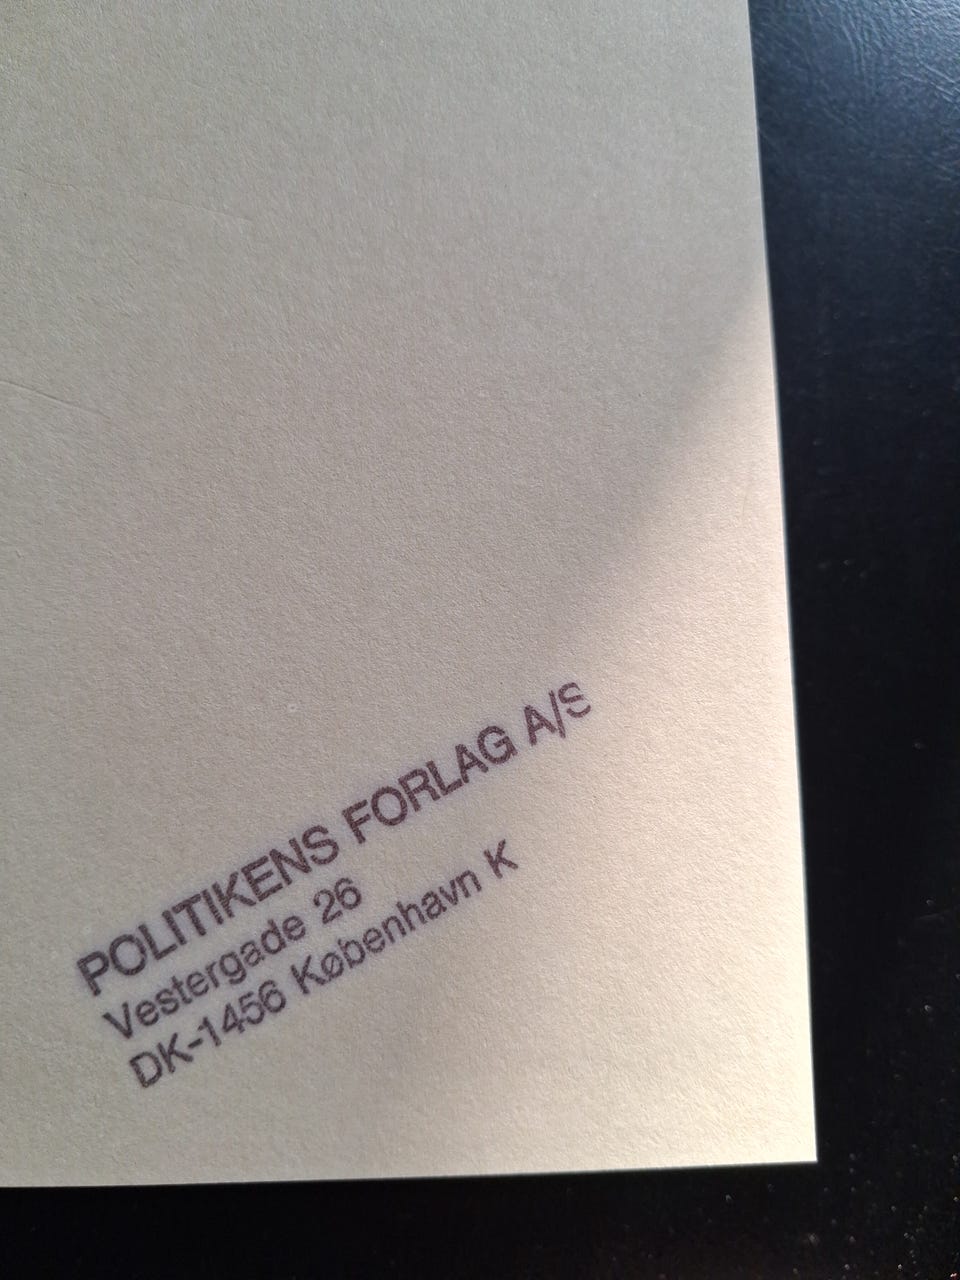 POLITIKENS FORLAG A/S
Vestergade 26
DK-1456 København K